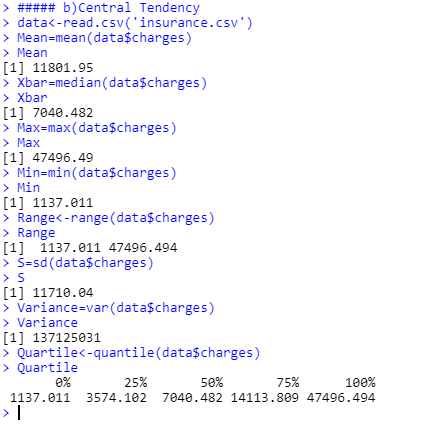 > ##### b)Central Tendency
> data<-read.csv('insurance.csv')
> Mean=mean(data$charges)
> Mean
[1] 11801.95
> Xbar=median(data$charges)
> Xbar
[1] 7040.482
> Max=max(data$charges)
> Max
[1] 47496.49
> Min=min(data$charges)
> Min
[1] 1137.011
> Range<-range(data$charges)
> Range
[1]  1137.011 47496.494
> S=sd(data$charges)
> S
[1] 11710.04
> Variance=var(data$charges)
> Variance
[1] 137125031
> Quartile<-quantile(data$charges)
> Quartile
       0%       25%       50%       75%      100%
 1137.011  3574.102  7040.482 14113.809 47496.494
>